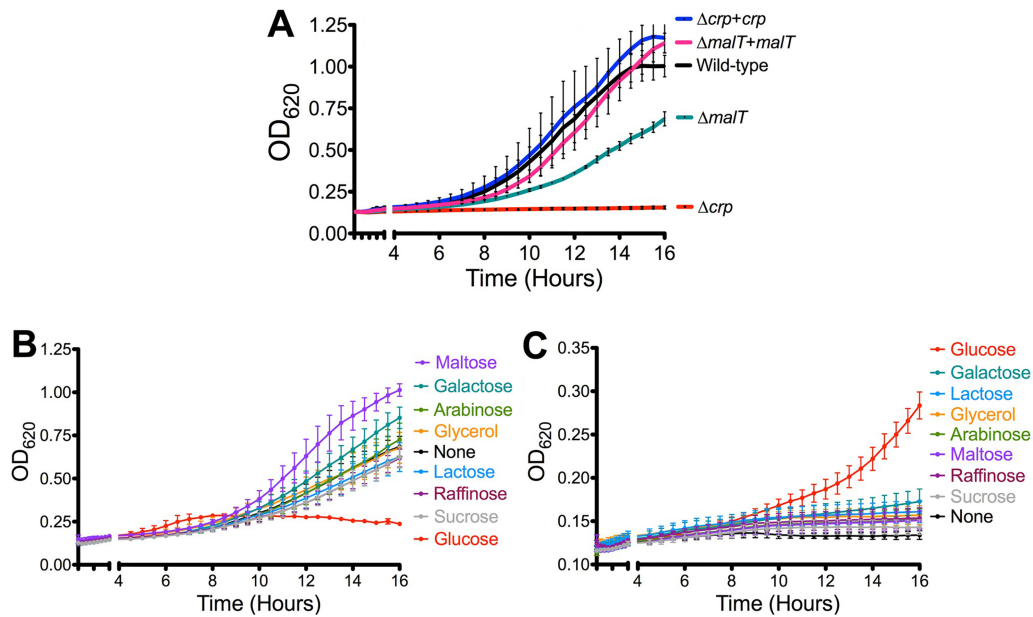 A
1.25
1.00
0.75
0.50
0.25
0.00
OD620
4 6 8 10 12 14 16
Time (Hours)
Δcrp+crp
ΔmalT+malT
Wild-type
ΔmalT
Δcrp
B
1.25
1.00
0.75
0.50
0.25
0.00
OD620
4 6 8 10 12 14 16
Time (Hours)
Maltose
Galactose
Arabinose
Glycerol
None
Lactose
Raffinose
Sucrose
Glucose
C
0.35
0.30
0.25
0.20
0.15
0.10
OD620
4 6 8 10 12 14 16
Time (Hours)
Glucose
Galactose
Lactose
Glycerol
Arabinose
Maltose
Raffinose
Sucrose
None